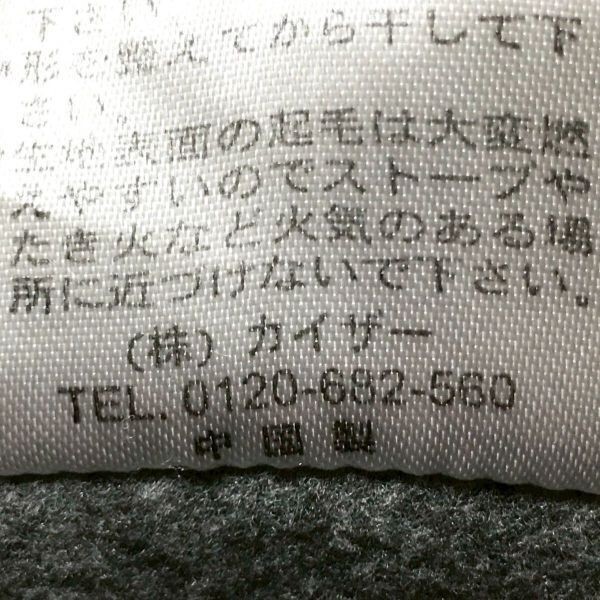 下さい
形を整えてから干して下
さい。
生地表面の起毛は大変燃
えやすいのでストーブや
たき火など火気のある場
所に近づけないで下さい。
(株) カイザー
TEL. 0120-682-560
中国製